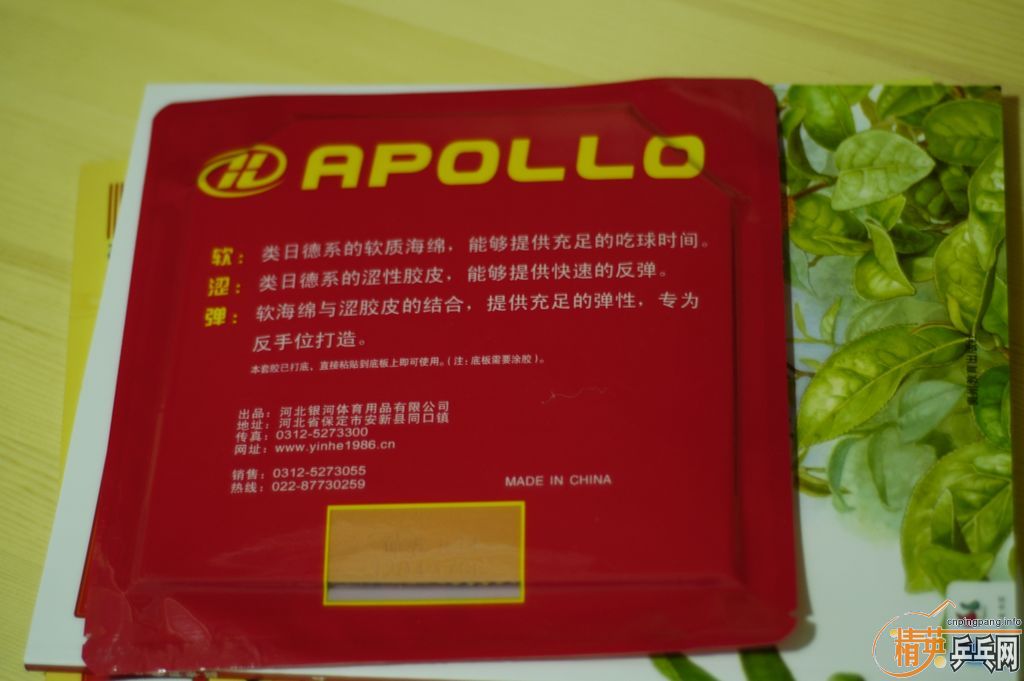 APOLLO
软：类日德系的软质海绵，能够提供充足的吃球时间。
涩：类日德系的涩性胶皮，能够提供快速的反弹。
弹：软海绵与涩胶皮的结合，提供充足的弹性，专为
反手位打造。
本套胶已打底，直接粘贴到底板上即可使用。（注：底板需要涂胶）。
出品：河北银河体育用品有限公司
地址：河北省保定市安新县同口镇
传真：0312-5273300
网址：www.yinhe1986.cn
销售：0312-5273055
热线：022-87730259
MADE IN CHINA
cnpingpang.info
精英乒乓网